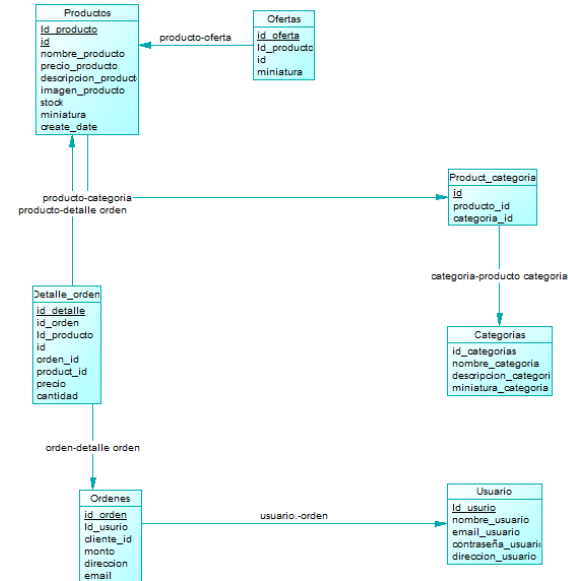 Productos
Id_producto
id
nombre_producto
precio_producto
descripcion_producto
imagen_producto
stock
miniatura
create_date
producto-oferta
Ofertas
id_oferta
Id_producto
id
miniatura
producto-categoria
producto-detalle orden
Product_categoria
id
producto_id
categoria_id
categoria-producto categoria
Categorias
id_categorias
nombre_categoria
descripcion_categori
miniatura_categoria
Detalle_orden
id_detalle
id_orden
Id_producto
id
orden_id
product_id
precio
cantidad
orden-detalle orden
Ordenes
id_orden
Id_usurio
cliente_id
monto
direccion
email
usuario.-orden
Usuario
Id_usurio
nombre_usuario
email_usuario
contraseña_usuari
direccion_usuario